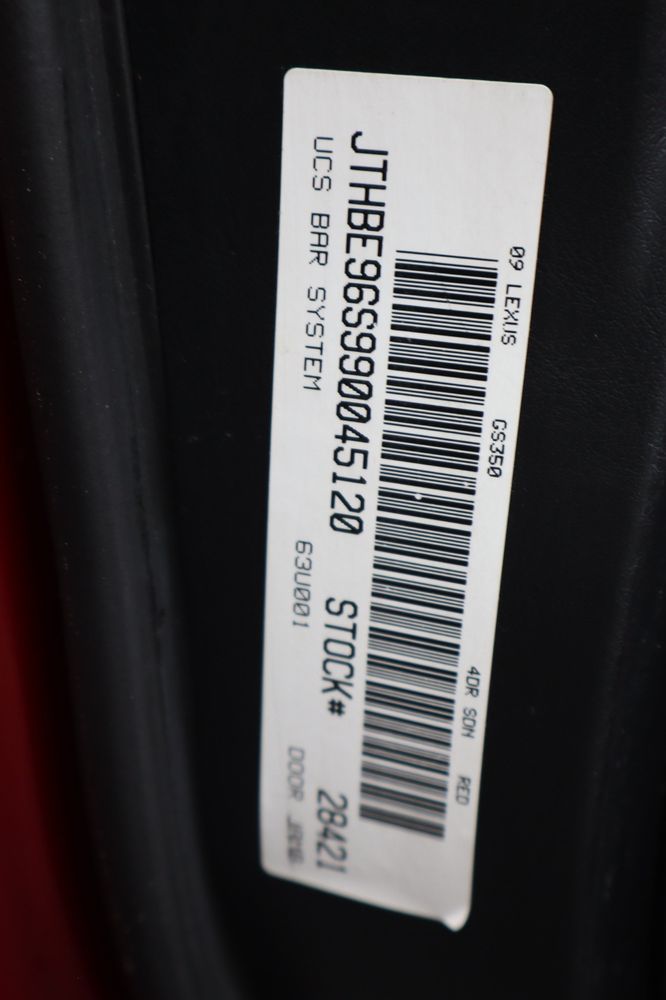 09 LEXUS GS350 4DR SDN RED
JTHBE96S990045120 STOCK# 28421
UCS BAR SYSTEM 63U001 DOOR JAMB